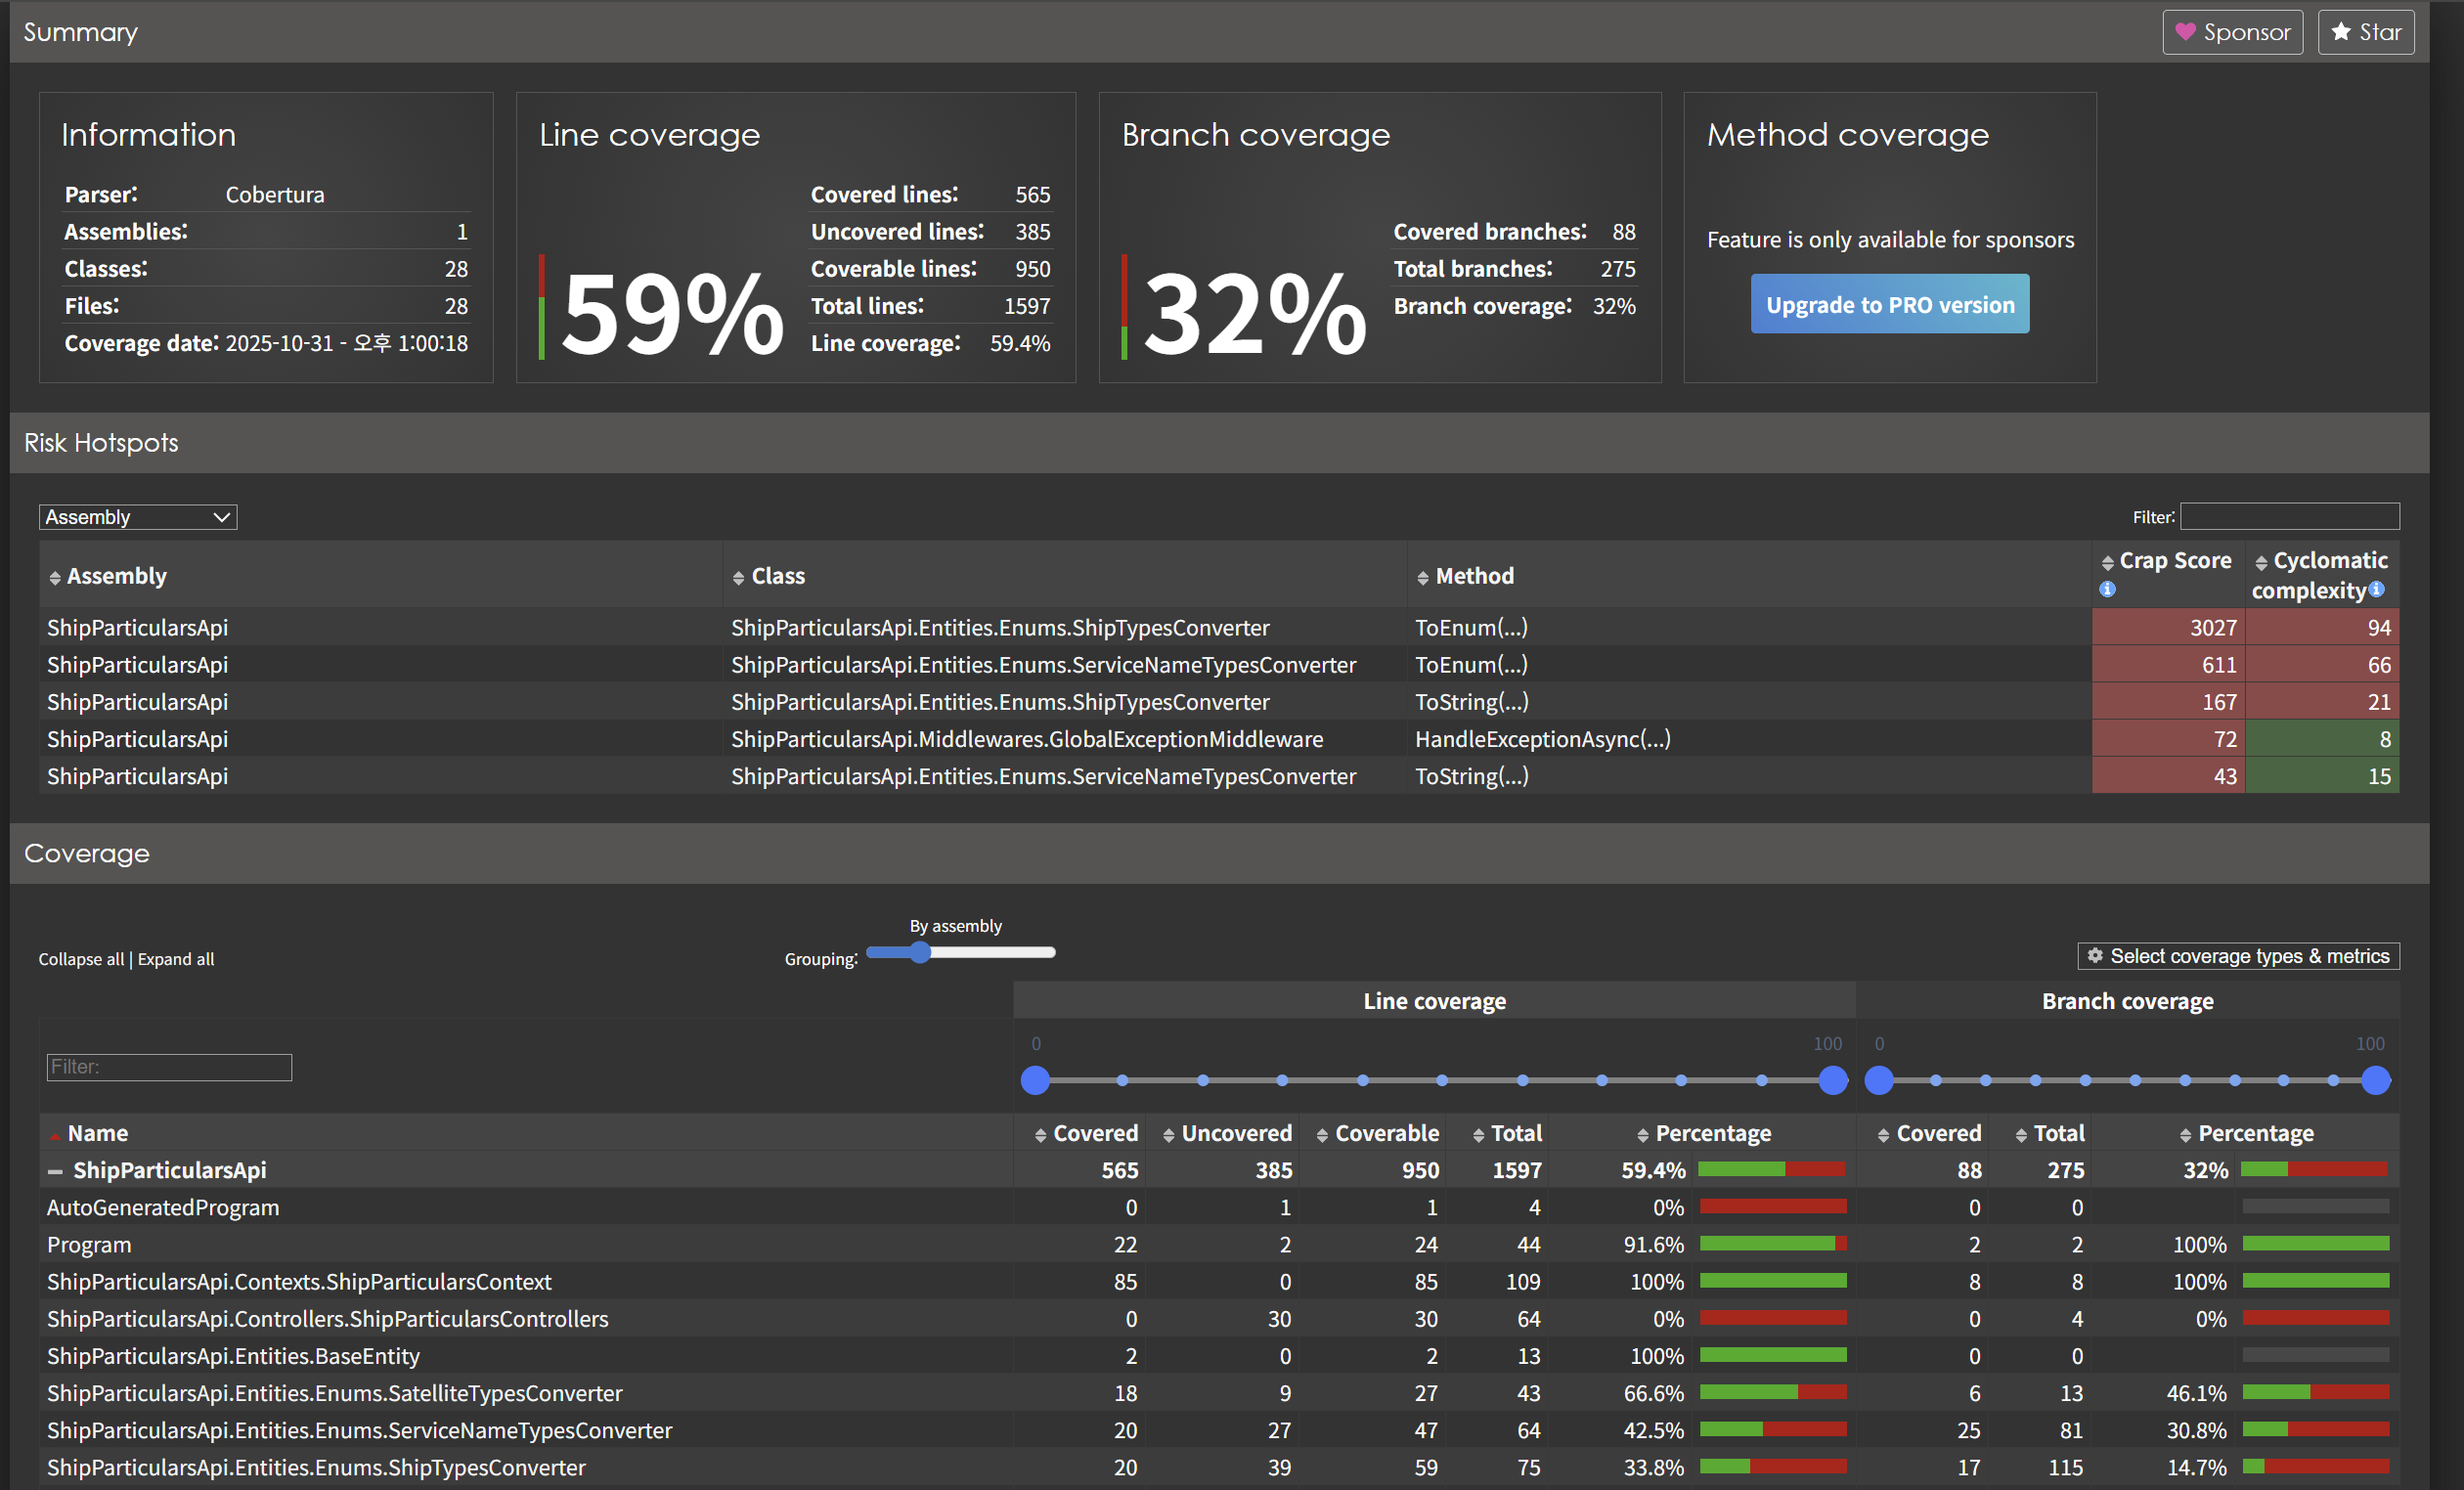 Summary
Sponsor
Star
Information
Parser: Cobertura
Assemblies: 1
Classes: 28
Files: 28
Coverage date: 2025-10-31 - 오후 1:00:18
Line coverage
59%
Covered lines: 565
Uncovered lines: 385
Coverable lines: 950
Total lines: 1597
Line coverage: 59.4%
Branch coverage
32%
Covered branches: 88
Total branches: 275
Branch coverage: 32%
Method coverage
Feature is only available for sponsors
Upgrade to PRO version
Risk Hotspots
Assembly
Filter:
Assembly Class Method Crap Score Cyclomatic complexity
ShipParticularsApi ShipParticularsApi.Entities.Enums.ShipTypesConverter ToEnum(...) 3027 94
ShipParticularsApi ShipParticularsApi.Entities.Enums.ServiceNameTypesConverter ToEnum(...) 611 66
ShipParticularsApi ShipParticularsApi.Entities.Enums.ShipTypesConverter ToString(...) 167 21
ShipParticularsApi ShipParticularsApi.Middlewares.GlobalExceptionMiddleware HandleExceptionAsync(...) 72 8
ShipParticularsApi ShipParticularsApi.Entities.Enums.ServiceNameTypesConverter ToString(...) 43 15
Coverage
Collapse all | Expand all
By assembly
Grouping:
Select coverage types & metrics
Line coverage Branch coverage
0 100 0 100
Filter:
Name Covered Uncovered Coverable Total Percentage Covered Total Percentage
ShipParticularsApi 565 385 950 1597 59.4% 88 275 32%
AutoGeneratedProgram 0 1 1 4 0% 0 0
Program 22 2 24 44 91.6% 2 2 100%
ShipParticularsApi.Contexts.ShipParticularsContext 85 0 85 109 100% 8 8 100%
ShipParticularsApi.Controllers.ShipParticularsControllers 0 30 30 64 0% 0 4 0%
ShipParticularsApi.Entities.BaseEntity 2 0 2 13 100% 0 0
ShipParticularsApi.Entities.Enums.SatelliteTypesConverter 18 9 27 43 66.6% 6 13 46.1%
ShipParticularsApi.Entities.Enums.ServiceNameTypesConverter 20 27 47 64 42.5% 25 81 30.8%
ShipParticularsApi.Entities.Enums.ShipTypesConverter 20 39 59 75 33.8% 17 115 14.7%